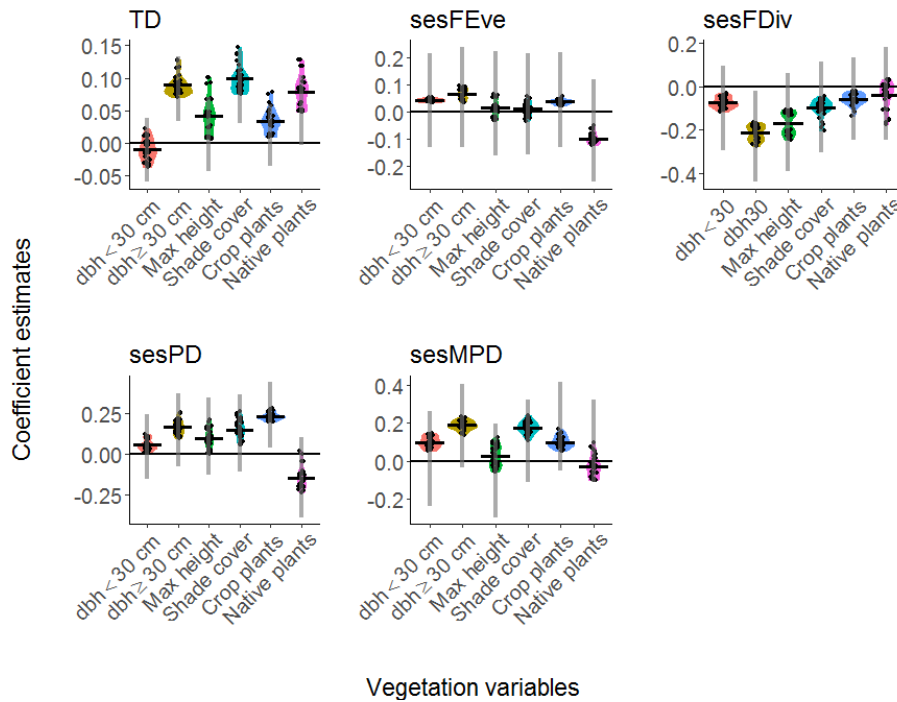 TD
0.15
0.10
0.05
0.00
-0.05
dbh < 30 cm
dbh ≥ 30 cm
Max height
Shade cover
Crop plants
Native plants
sesFEve
0.2
0.1
0.0
-0.1
-0.2
dbh < 30 cm
dbh ≥ 30 cm
Max height
Shade cover
Crop plants
Native plants
sesFDiv
0.2
0.0
-0.2
-0.4
dbh < 30
dbh30
Max height
Shade cover
Crop plants
Native plants
Coefficient estimates
sesPD
0.25
0.00
-0.25
dbh < 30 cm
dbh ≥ 30 cm
Max height
Shade cover
Crop plants
Native plants
sesMPD
0.4
0.2
0.0
-0.2
dbh < 30 cm
dbh ≥ 30 cm
Max height
Shade cover
Crop plants
Native plants
Vegetation variables